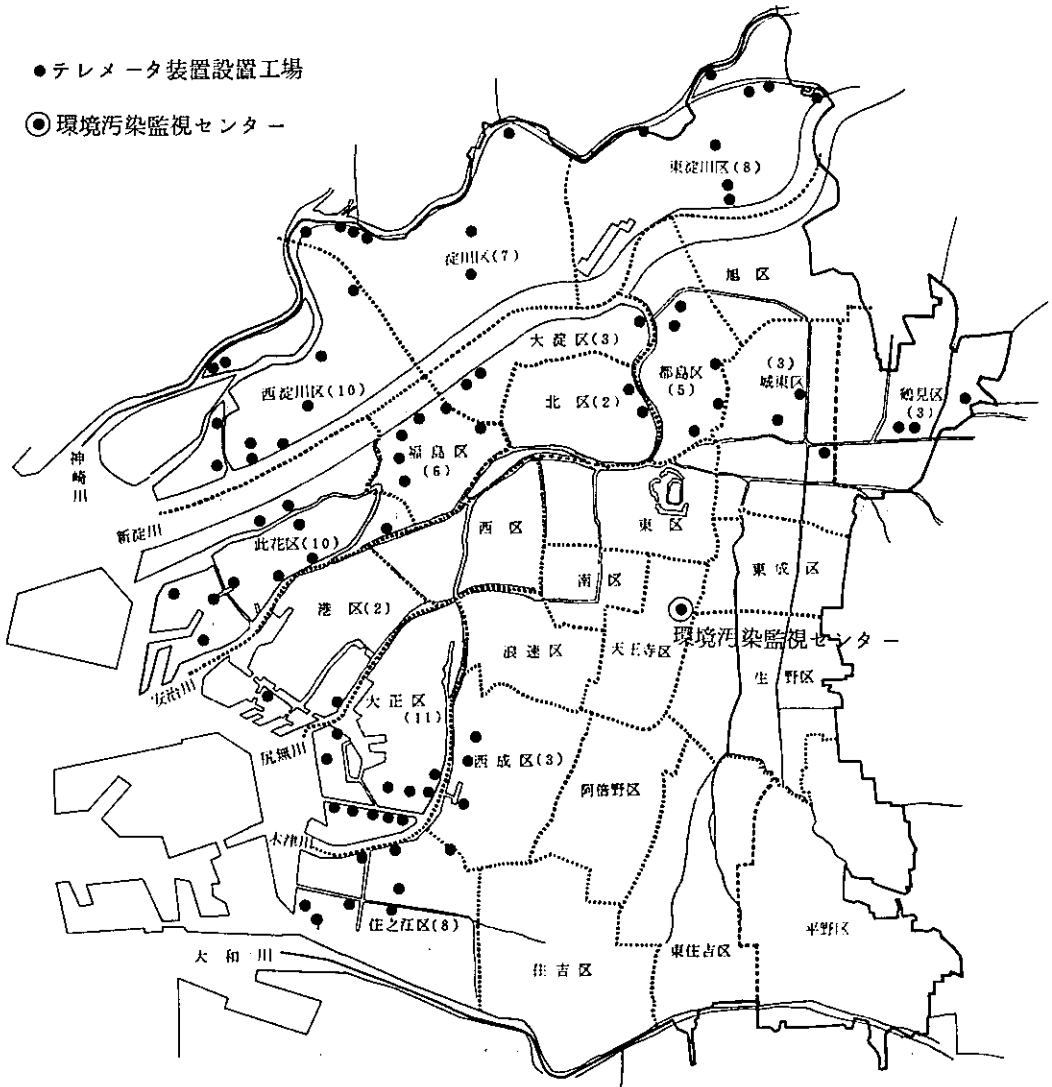 ●テレメータ装置設置工場
◉環境汚染監視センター
東淀川区(8)
淀川区(7)
旭区
大淀区(3)
都島区
(5)
(3)
城東区
鶴見区
(3)
西淀川区(10)
北区(2)
福島区
(6)
神崎川
新淀川
此花区(10)
西区
東区
南区
東成区
港区(2)
環境汚染監視センター
浪速区
天王寺区
生野区
安治川
大正区
(11)
尻無川
西成区(3)
阿倍野区
木津川
住之江区(8)
大和川
住吉区
東住吉区
平野区